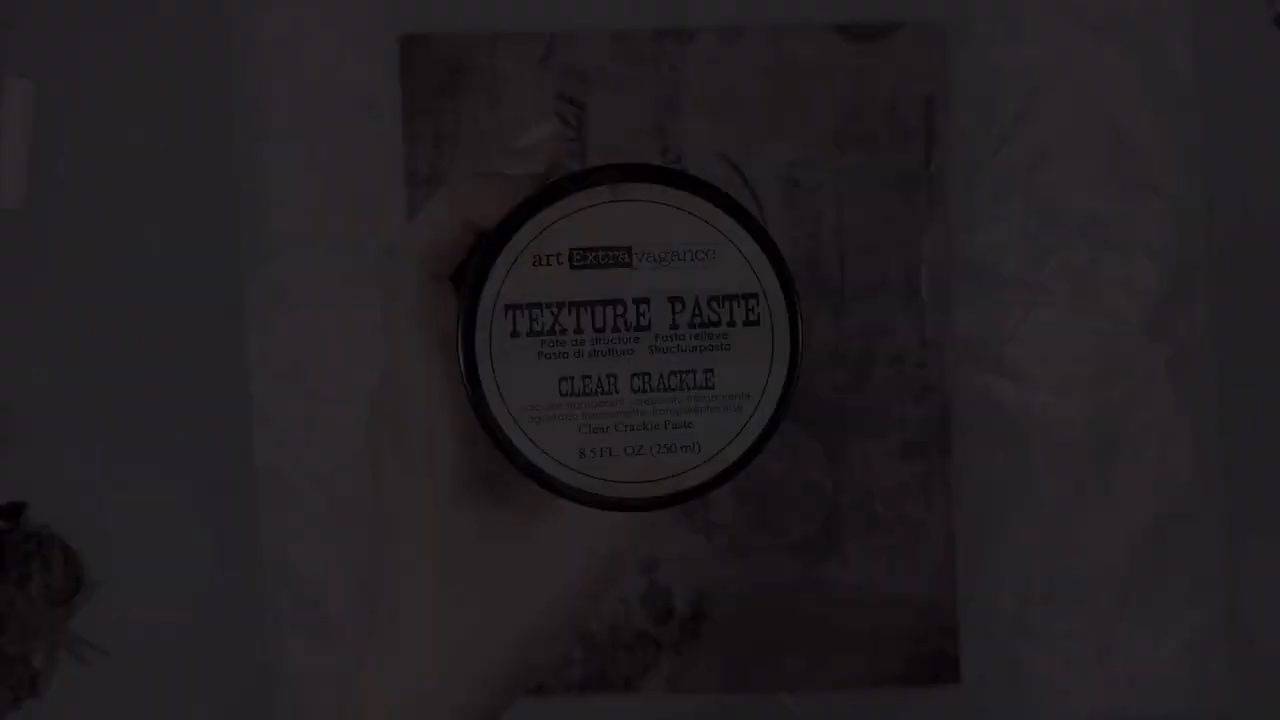 art Extravagance
TEXTURE PASTE
Pâte de structure Pasta relieve
Pasta di struttura Structuurpasta
CLEAR CRACKLE
Clear Crackle Paste
8.5 FL. OZ. (250 ml)